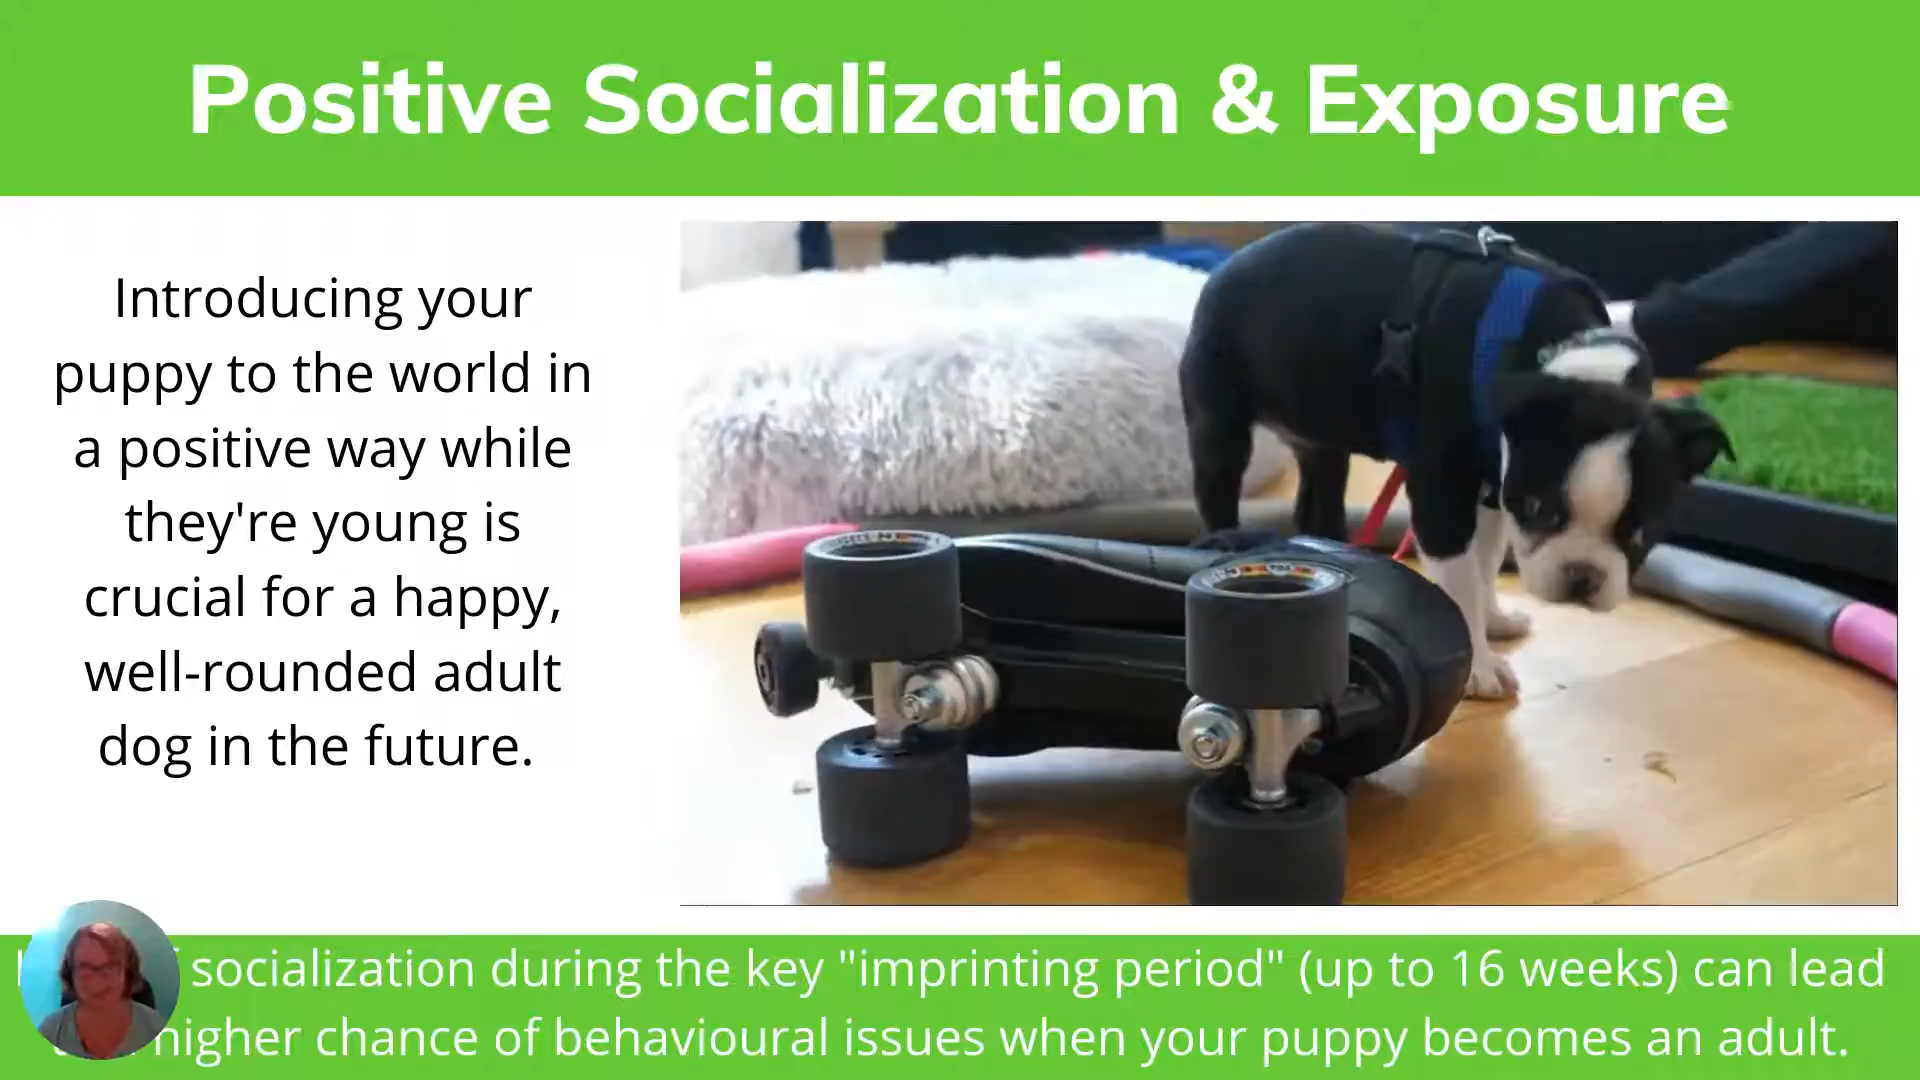 Positive Socialization & Exposure
Introducing your
puppy to the world in
a positive way while
they're young is
crucial for a happy,
well-rounded adult
dog in the future.
socialization during the key "imprinting period" (up to 16 weeks) can lead
higher chance of behavioural issues when your puppy becomes an adult.